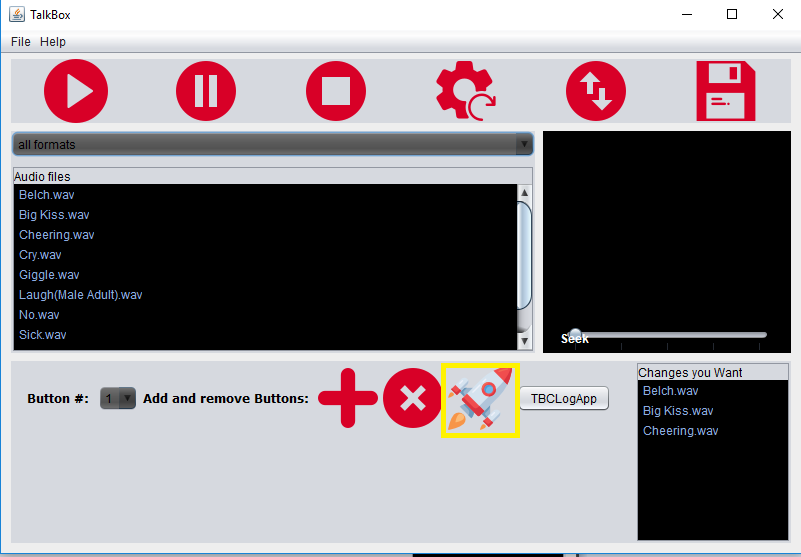 TalkBox
File Help
all formats
Audio files
Belch.wav
Big Kiss.wav
Cheering.wav
Cry.wav
Giggle.wav
Laugh(Male Adult).wav
No.wav
Sick.wav
Seek
Button #: 1 Add and remove Buttons: TBCLogApp
Changes you Want
Belch.wav
Big Kiss.wav
Cheering.wav